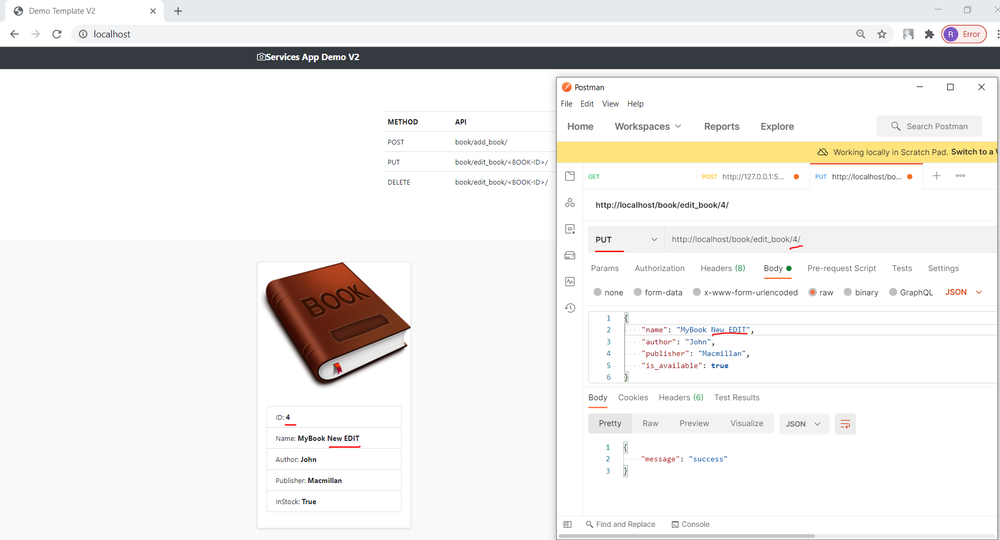 Demo Template V2
localhost
R Error
Services App Demo V2
METHOD API
POST book/add_book/
PUT book/edit_book/<BOOK-ID>/
DELETE book/edit_book/<BOOK-ID>/
BOOK
ID: 4
Name: MyBook New EDIT
Author: John
Publisher: Macmillan
InStock: True
Postman
File Edit View Help
Home Workspaces Reports Explore Search Postman
Working locally in Scratch Pad. Switch to a W
GET POST http://127.0.0.1:5... PUT http://localhost/bo...
http://localhost/book/edit_book/4/
PUT http://localhost/book/edit_book/4/
Params Authorization Headers (8) Body Pre-request Script Tests Settings
none form-data x-www-form-urlencoded raw binary GraphQL JSON
1 {
2 "name": "MyBook New EDIT",
3 "author": "John",
4 "publisher": "Macmillan",
5 "is_available": true
6 }
Body Cookies Headers (6) Test Results
Pretty Raw Preview Visualize JSON
1 {
2 "message": "success"
3 }
Find and Replace Console